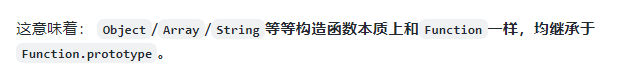 这意味着： Object / Array / String 等等构造函数本质上和 Function 一样，均继承于
Function.prototype 。